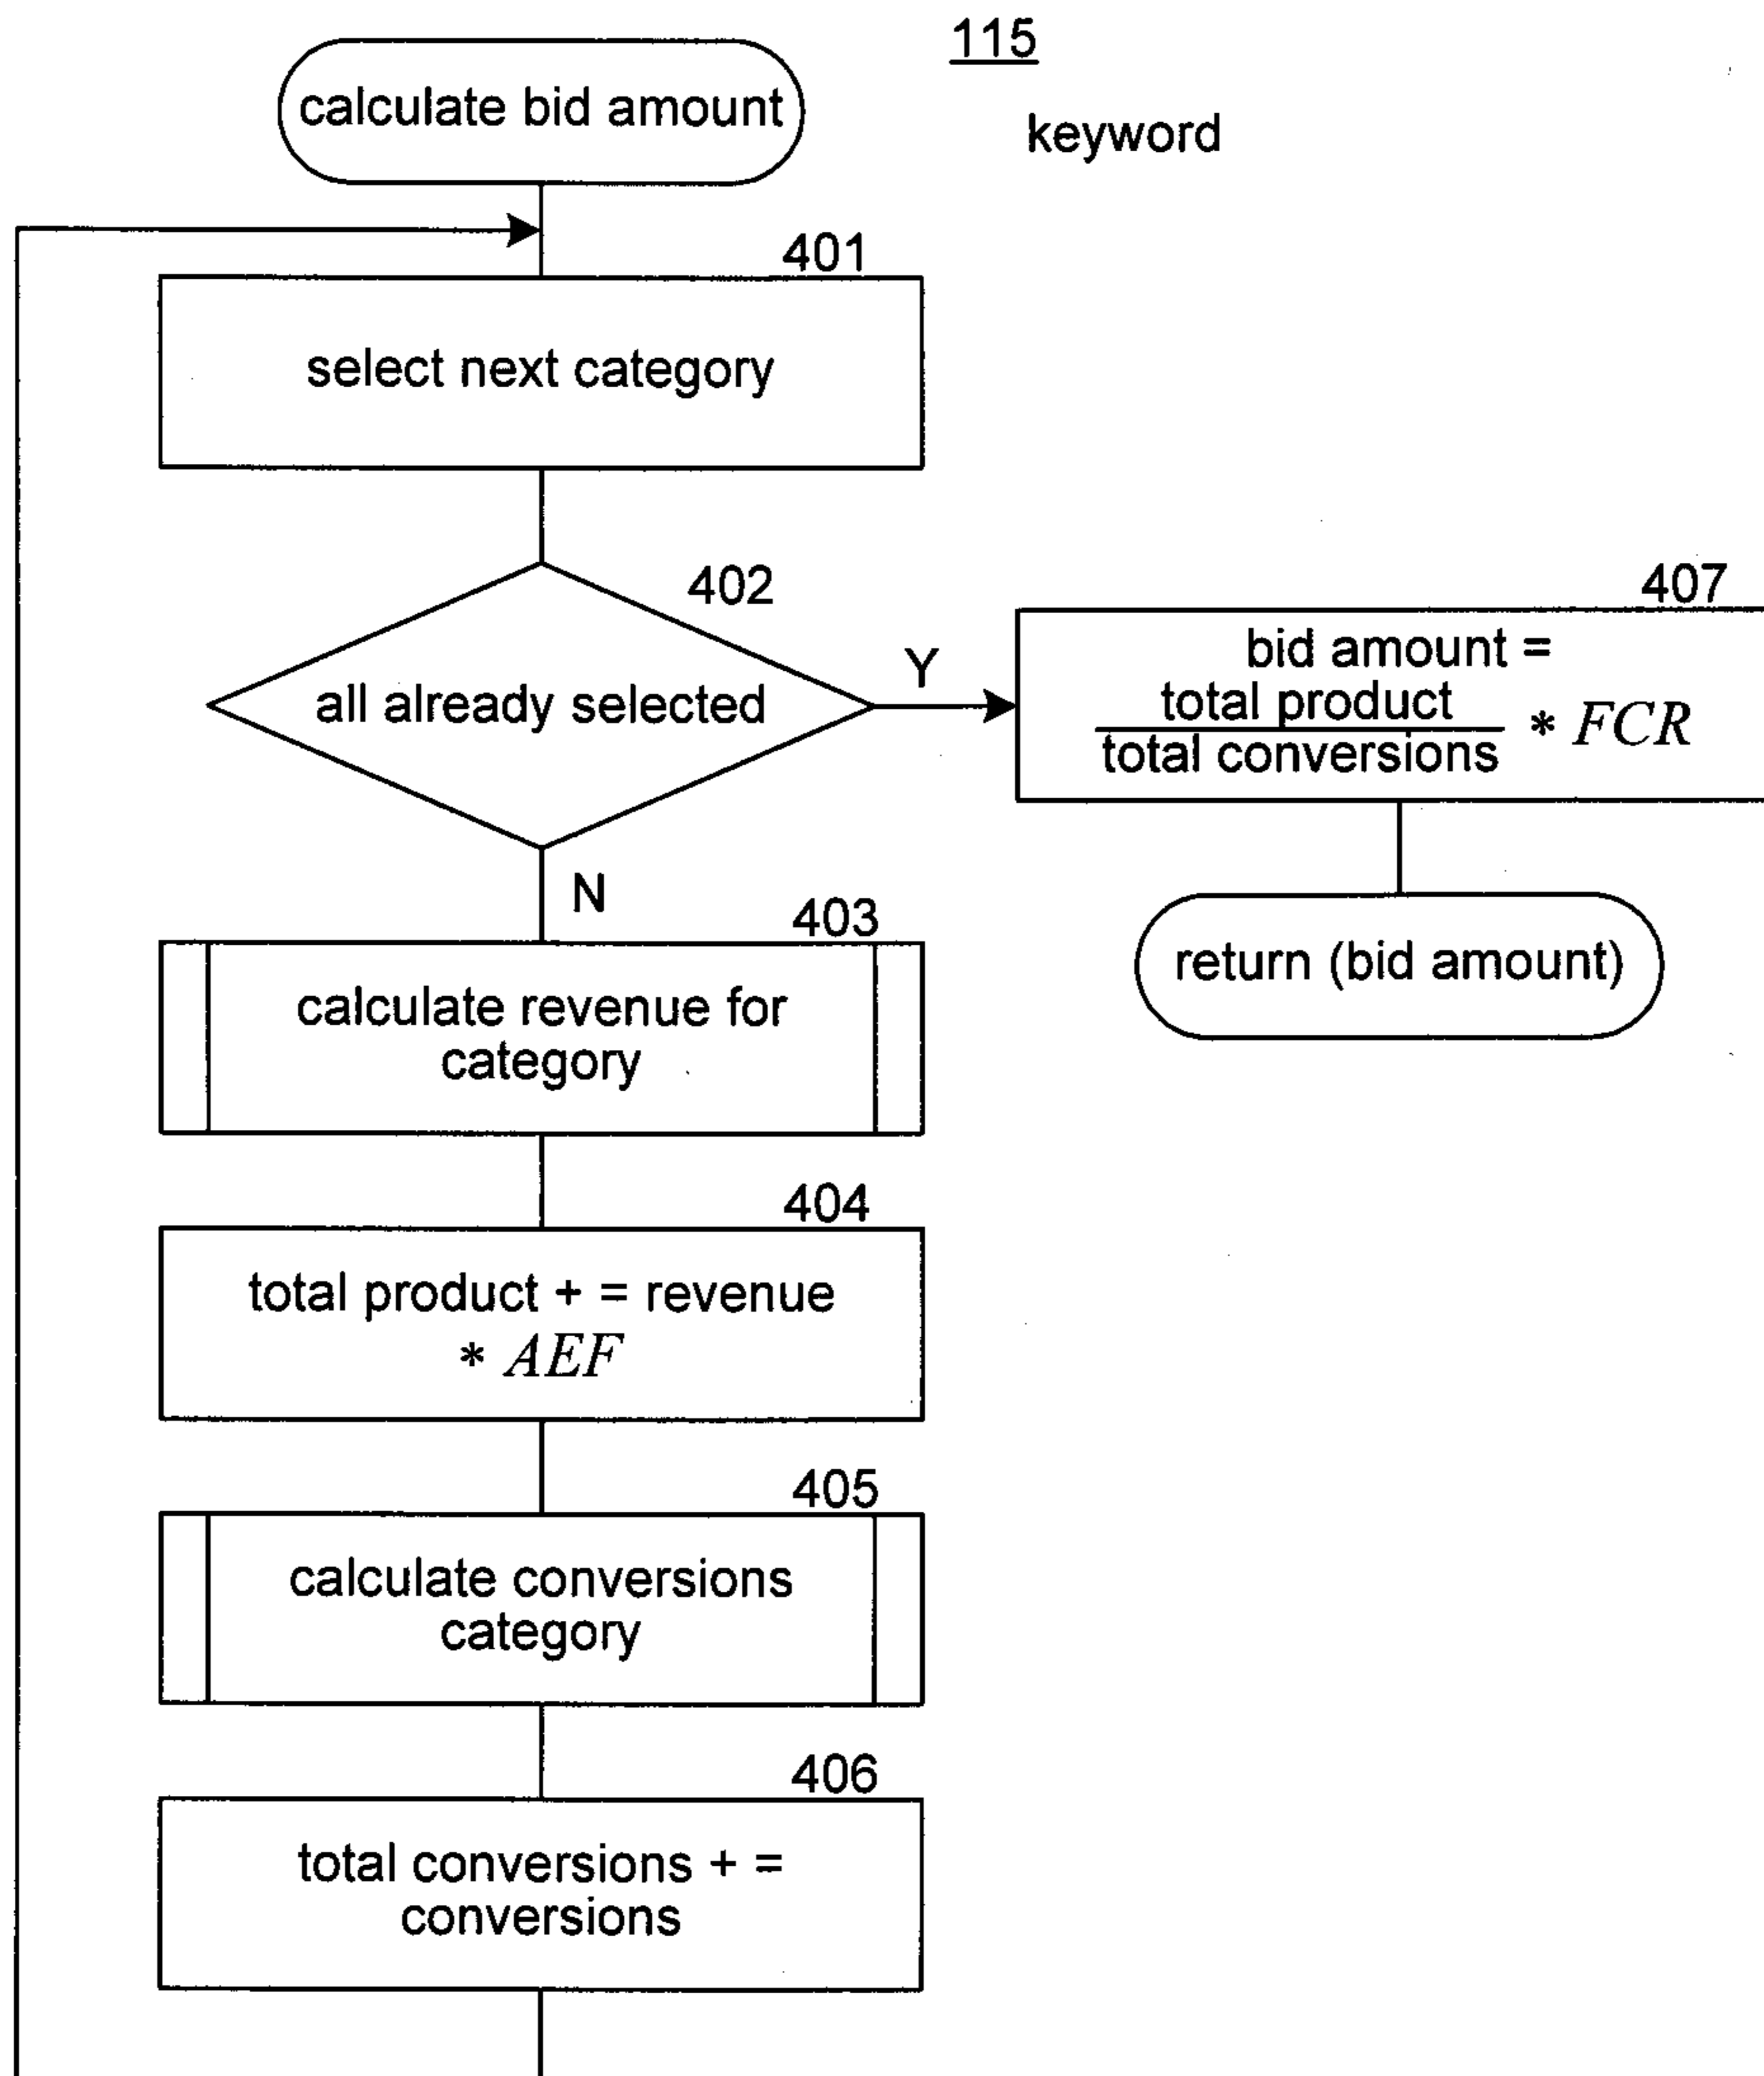 115
calculate bid amount
keyword
401
select next category
402
all already selected
Y
407
bid amount =
total product
total conversions * FCR
return (bid amount)
N
403
calculate revenue for
category
404
total product + = revenue
* AEF
405
calculate conversions
category
406
total conversions + =
conversions